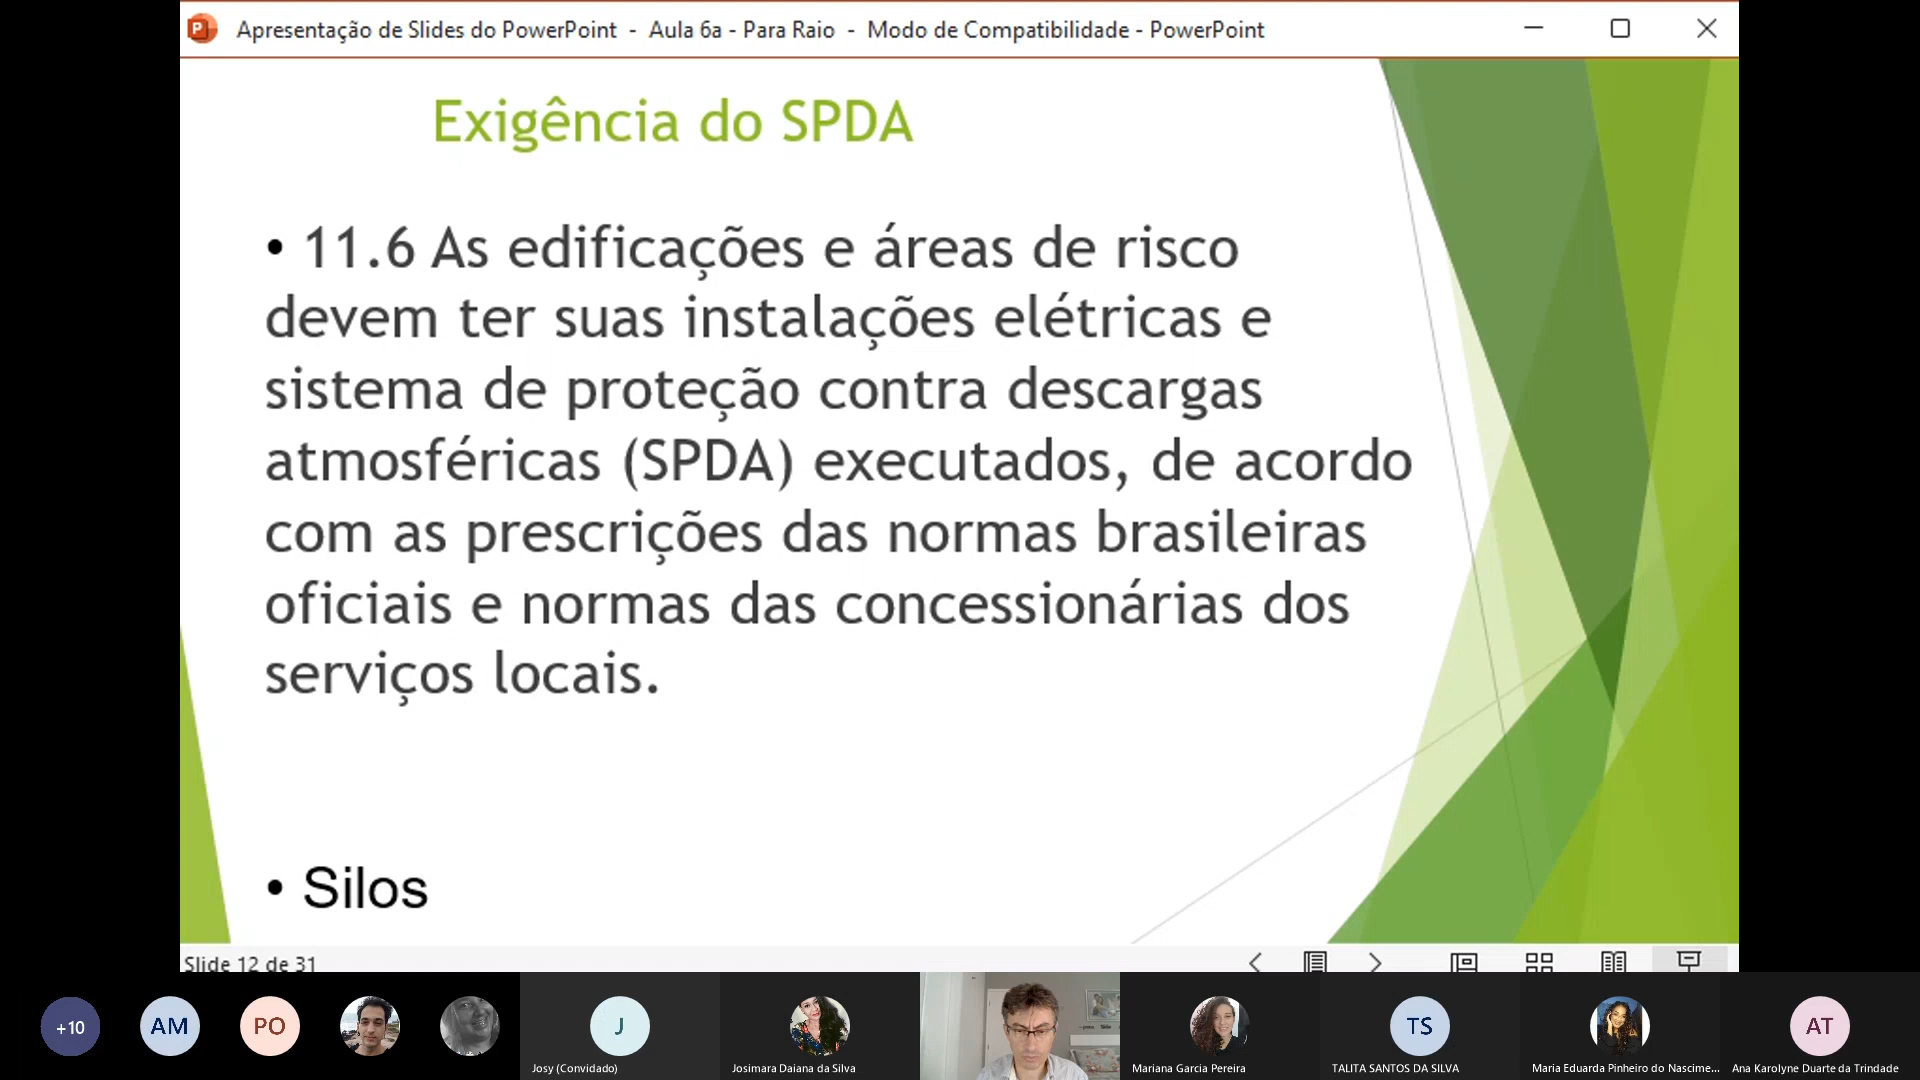 Apresentação de Slides do PowerPoint - Aula 6a - Para Raio - Modo de Compatibilidade - PowerPoint
Exigência do SPDA
• 11.6 As edificações e áreas de risco
devem ter suas instalações elétricas e
sistema de proteção contra descargas
atmosféricas (SPDA) executados, de acordo
com as prescrições das normas brasileiras
oficiais e normas das concessionárias dos
serviços locais.
• Silos
Slide 12 de 31
+10
AM
PO
J
TS
AT
Josy (Convidado)
Josimara Daiana da Silva
Mariana Garcia Pereira
TALITA SANTOS DA SILVA
Maria Eduarda Pinheiro do Nascime...
Ana Karolyne Duarte da Trindade